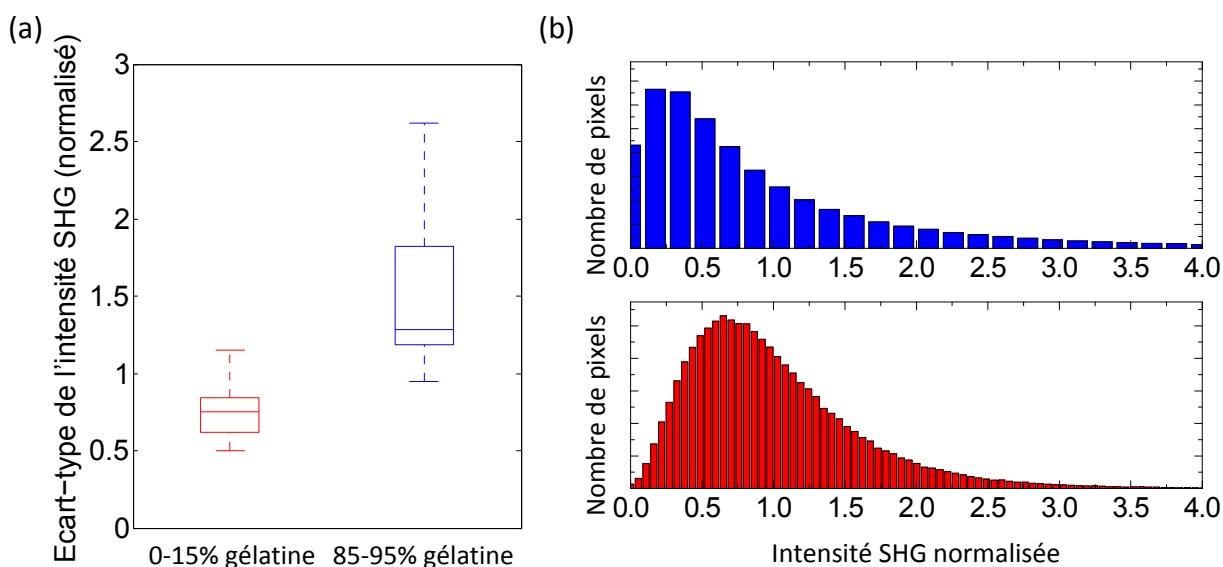 (a)
Ecart-type de l'intensité SHG (normalisé)
3
2.5
2
1.5
1
0.5
0
0-15% gélatine 85-95% gélatine
(b)
Nombre de pixels
0.0 0.5 1.0 1.5 2.0 2.5 3.0 3.5 4.0
Nombre de pixels
0.0 0.5 1.0 1.5 2.0 2.5 3.0 3.5 4.0
Intensité SHG normalisée